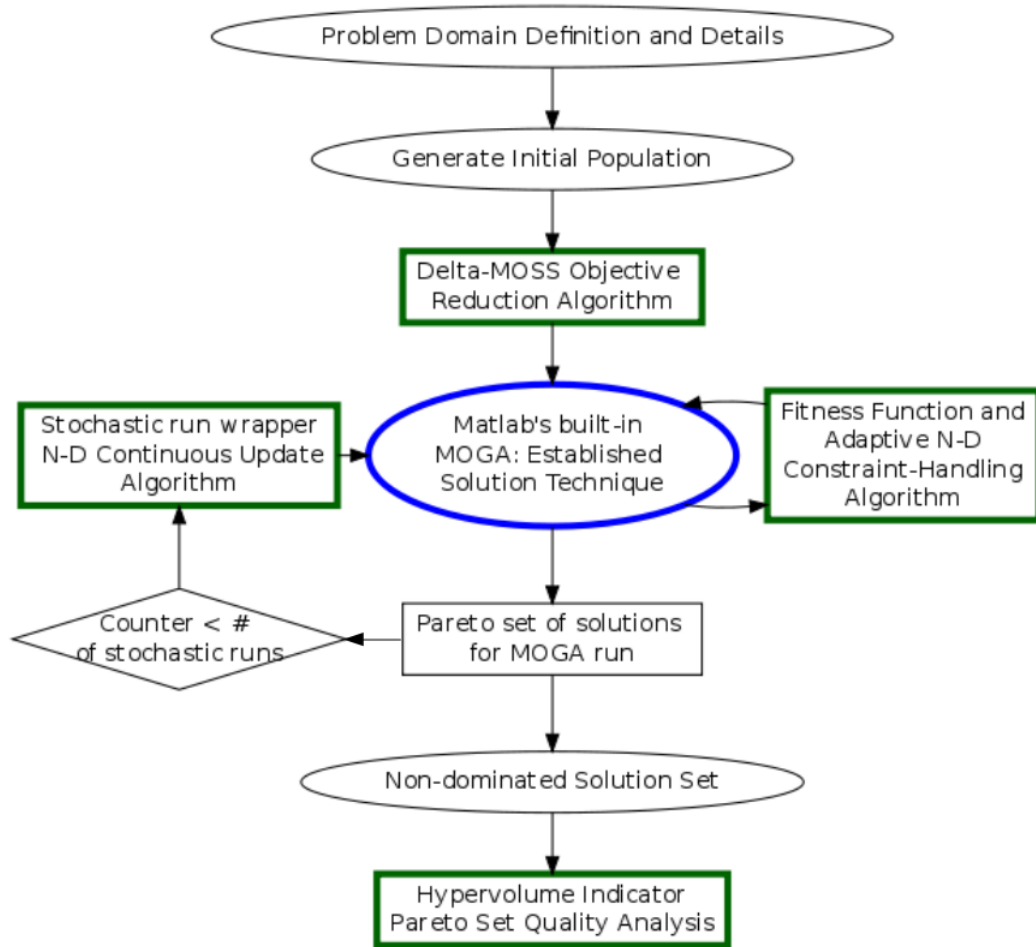 Problem Domain Definition and Details
Generate Initial Population
Delta-MOSS Objective
Reduction Algorithm
Stochastic run wrapper
N-D Continuous Update
Algorithm
Matlab's built-in
MOGA: Established
Solution Technique
Fitness Function and
Adaptive N-D
Constraint-Handling
Algorithm
Counter < #
of stochastic runs
Pareto set of solutions
for MOGA run
Non-dominated Solution Set
Hypervolume Indicator
Pareto Set Quality Analysis